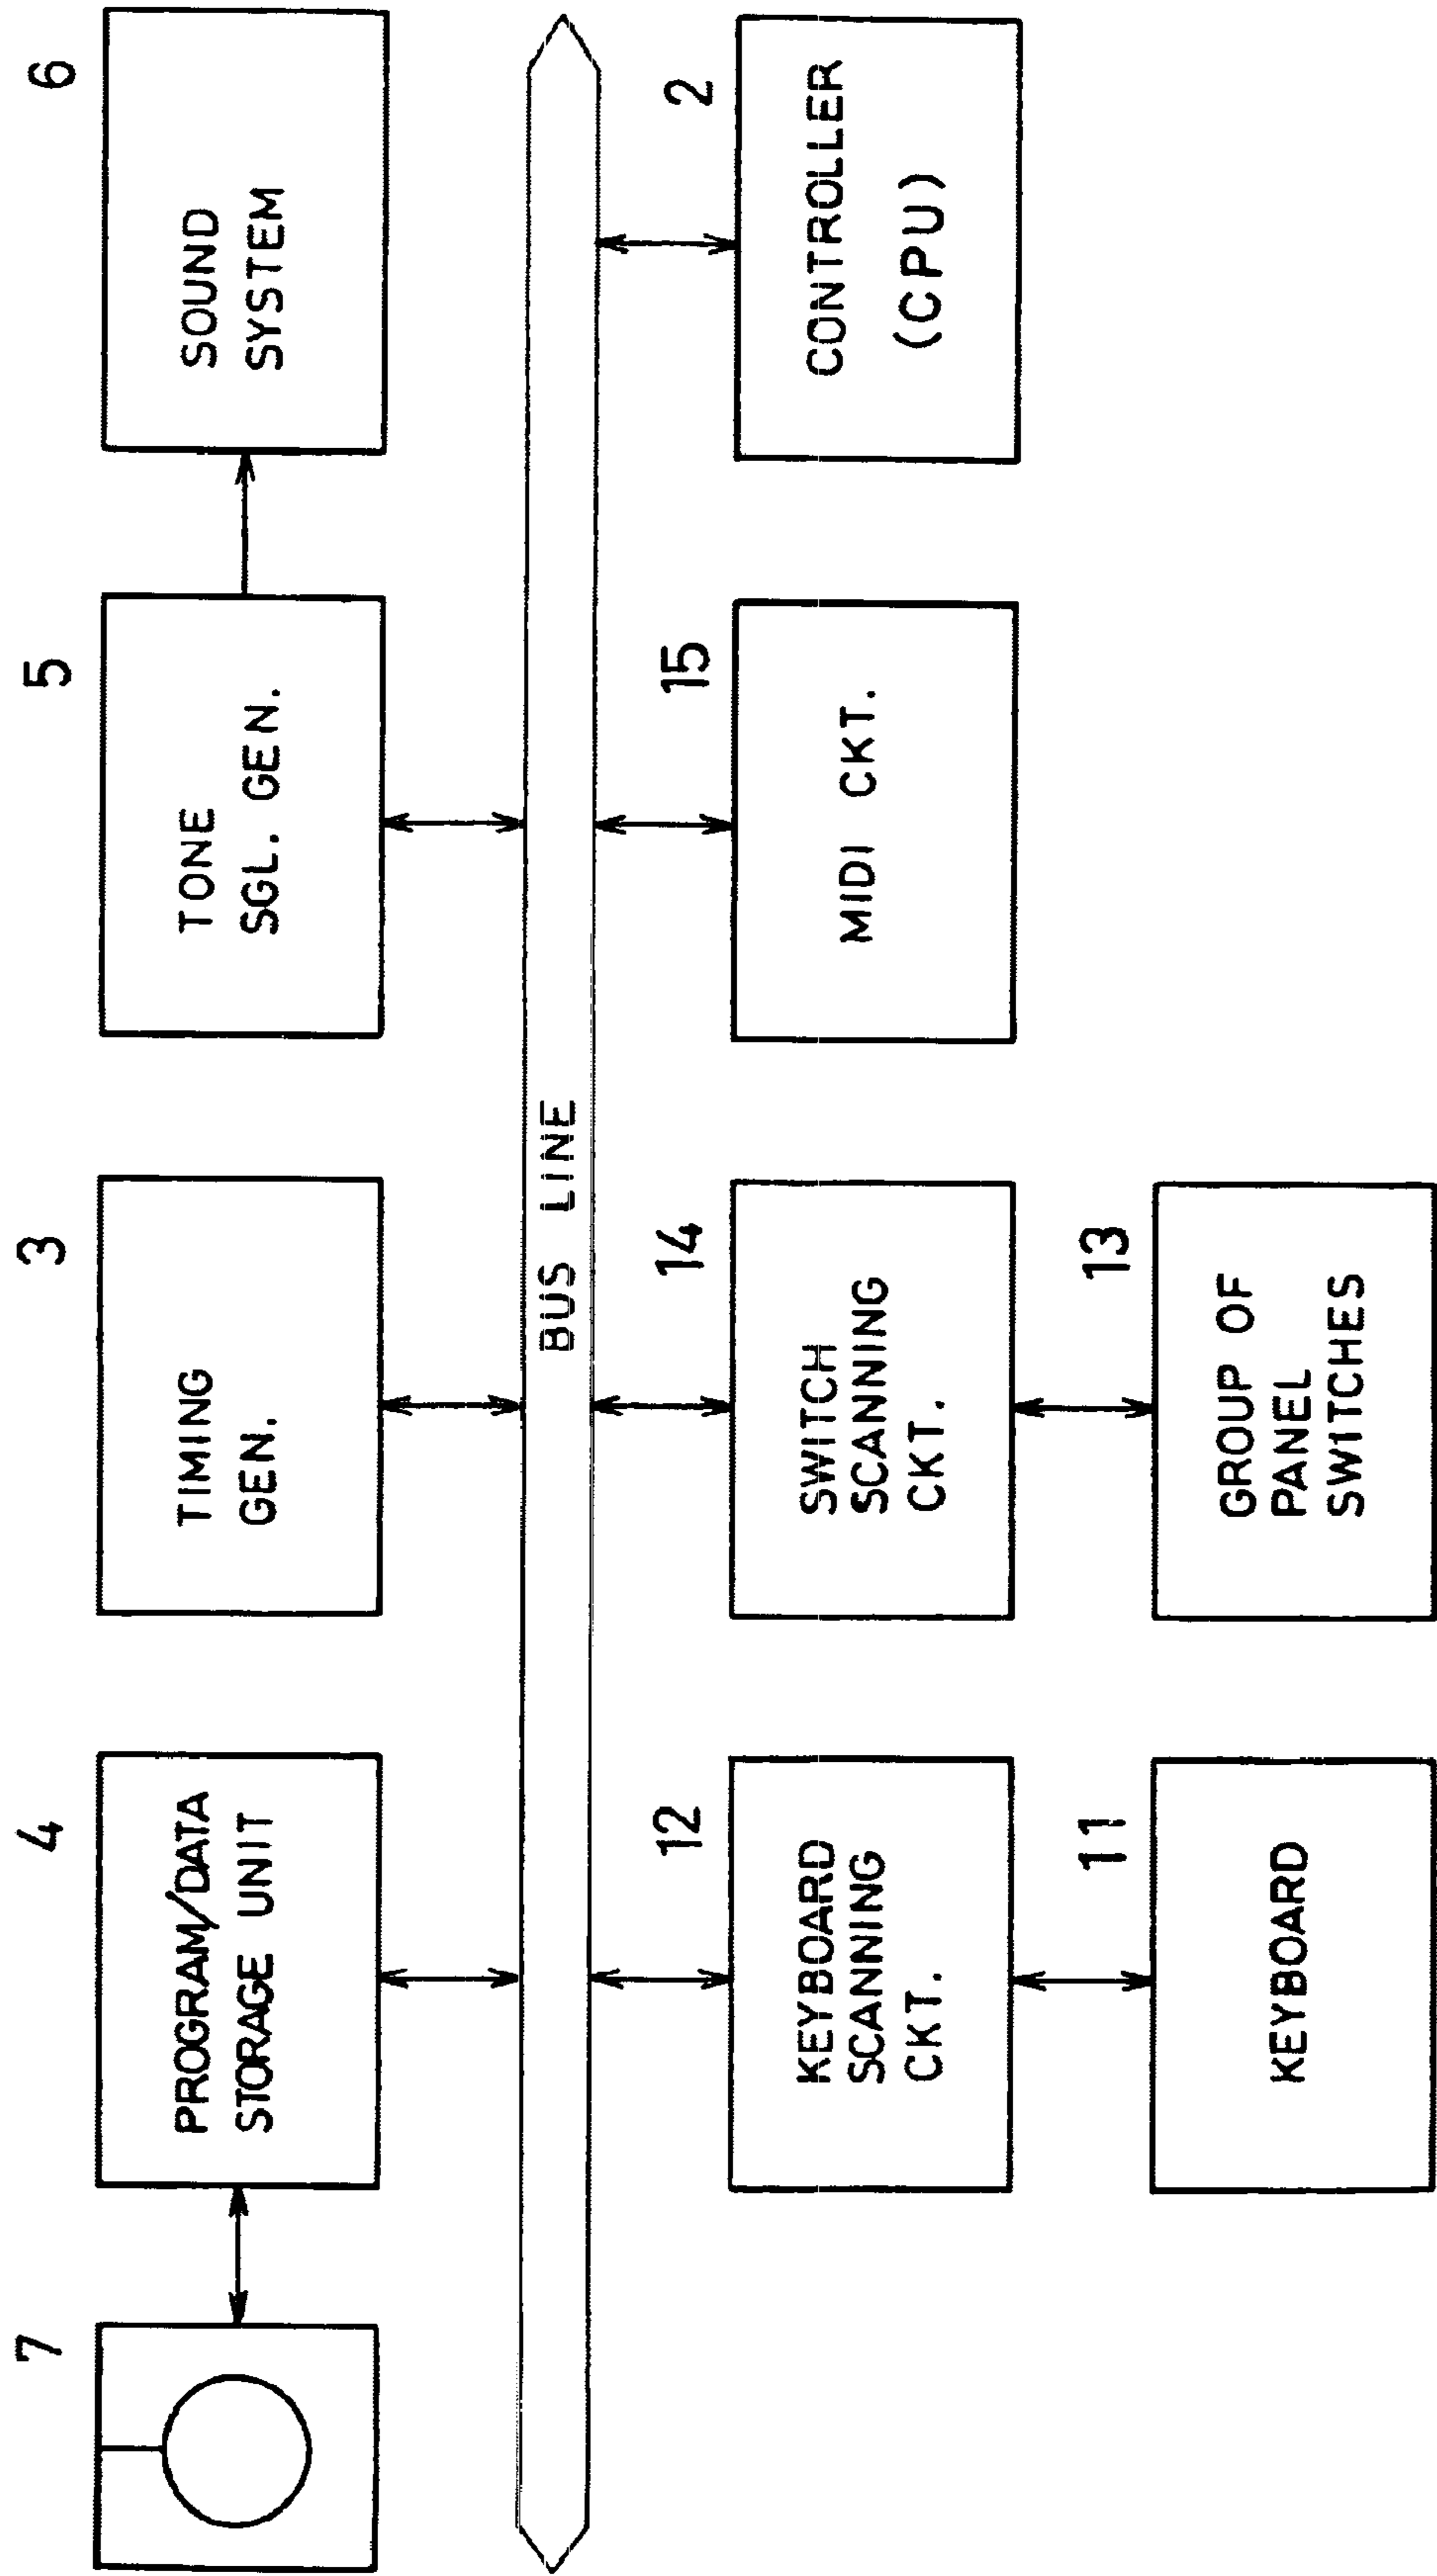 7
4
PROGRAM/DATA
STORAGE UNIT
3
TIMING
GEN.
5
TONE
SGL. GEN.
6
SOUND
SYSTEM
BUS LINE
12
KEYBOARD
SCANNING
CKT.
14
SWITCH
SCANNING
CKT.
15
MIDI CKT.
2
CONTROLLER
(CPU)
11
KEYBOARD
13
GROUP OF
PANEL
SWITCHES